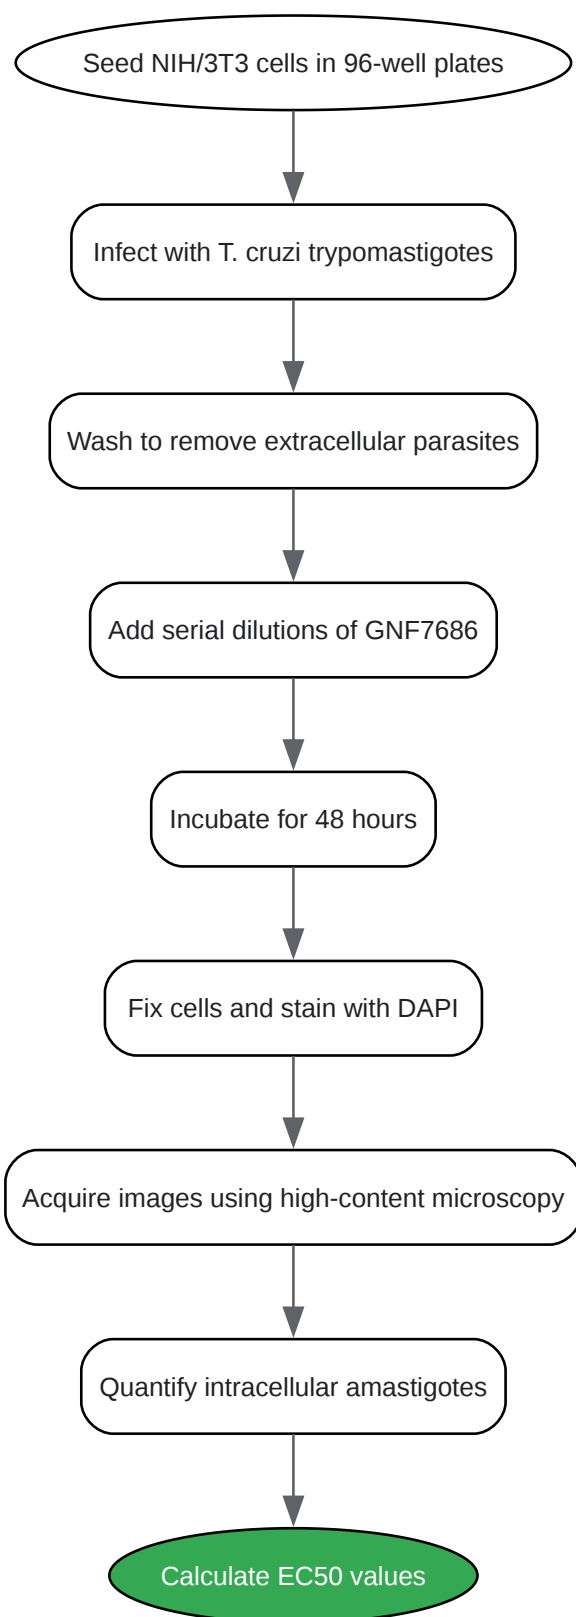 Seed NIH/3T3 cells in 96-well plates
Infect with T. cruzi trypomastigotes
Wash to remove extracellular parasites
Add serial dilutions of GNF7686
Incubate for 48 hours
Fix cells and stain with DAPI
Acquire images using high-content microscopy
Quantify intracellular amastigotes
Calculate EC50 values